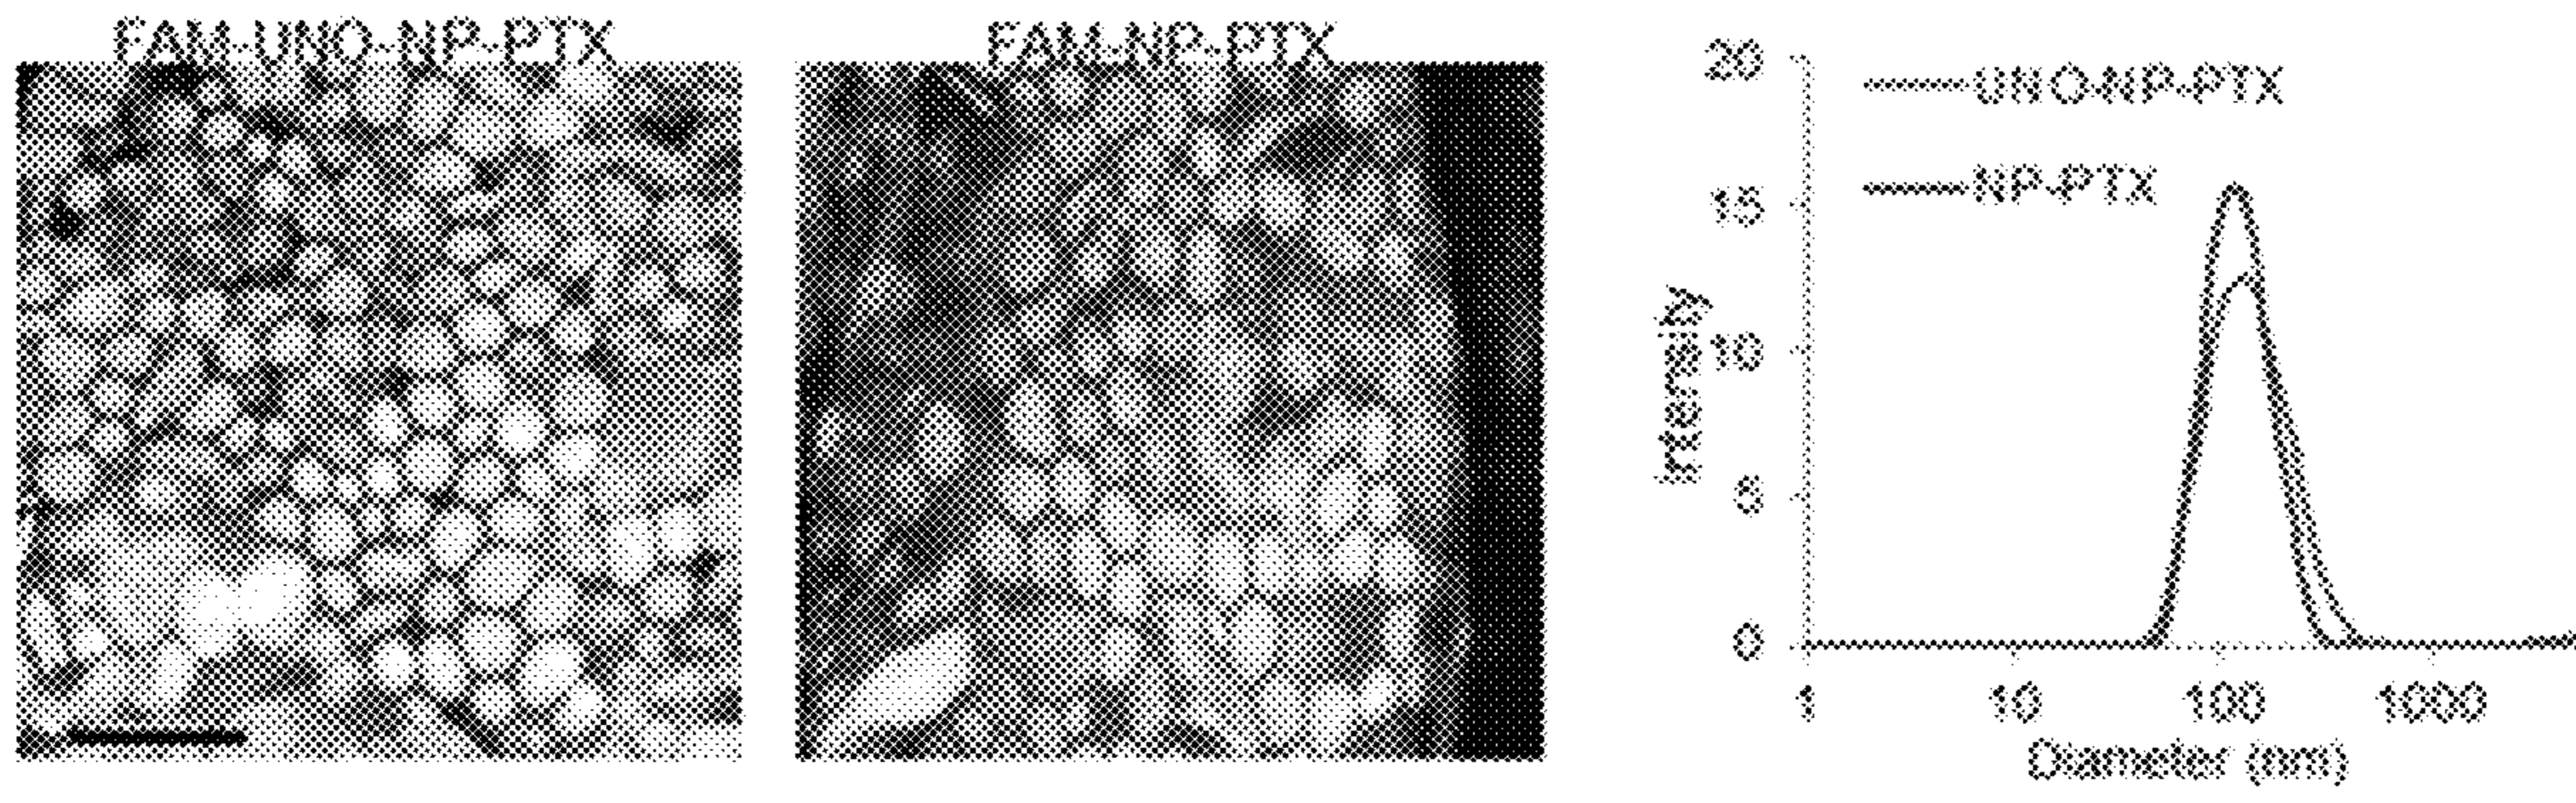 FAM-UNO-NP-PTX
FAM-NP-PTX
20
15
10
5
0
Intensity
UNO-NP-PTX
NP-PTX
1
10
100
1000
Diameter (nm)